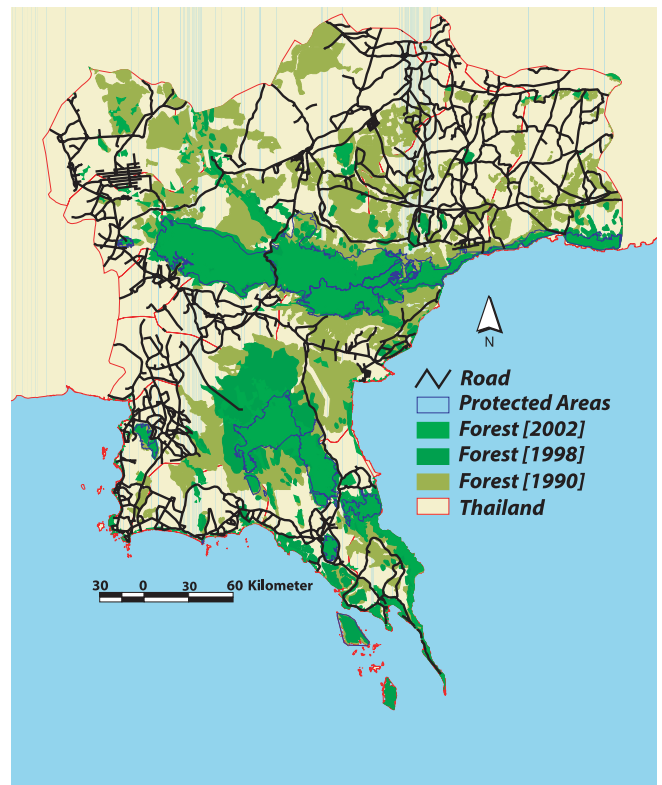 N
Road
Protected Areas
Forest [2002]
Forest [1998]
Forest [1990]
Thailand
30 0 30 60 Kilometer